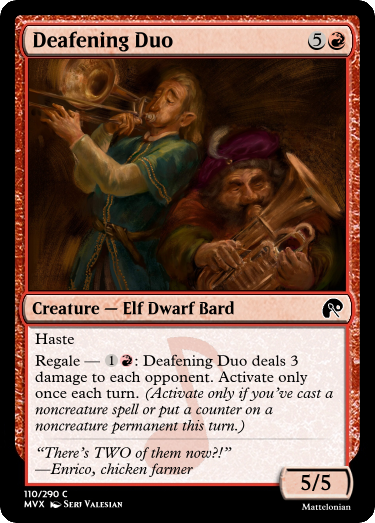 Deafening Duo 5
Creature — Elf Dwarf Bard
Haste
Regale — 1: Deafening Duo deals 3
damage to each opponent. Activate only
once each turn. (Activate only if you've cast a
noncreature spell or put a counter on a
noncreature permanent this turn.)
"There's TWO of them now?!"
—Enrico, chicken farmer
5/5
110/290 C
MVX Seri Valesian
Mattelonian